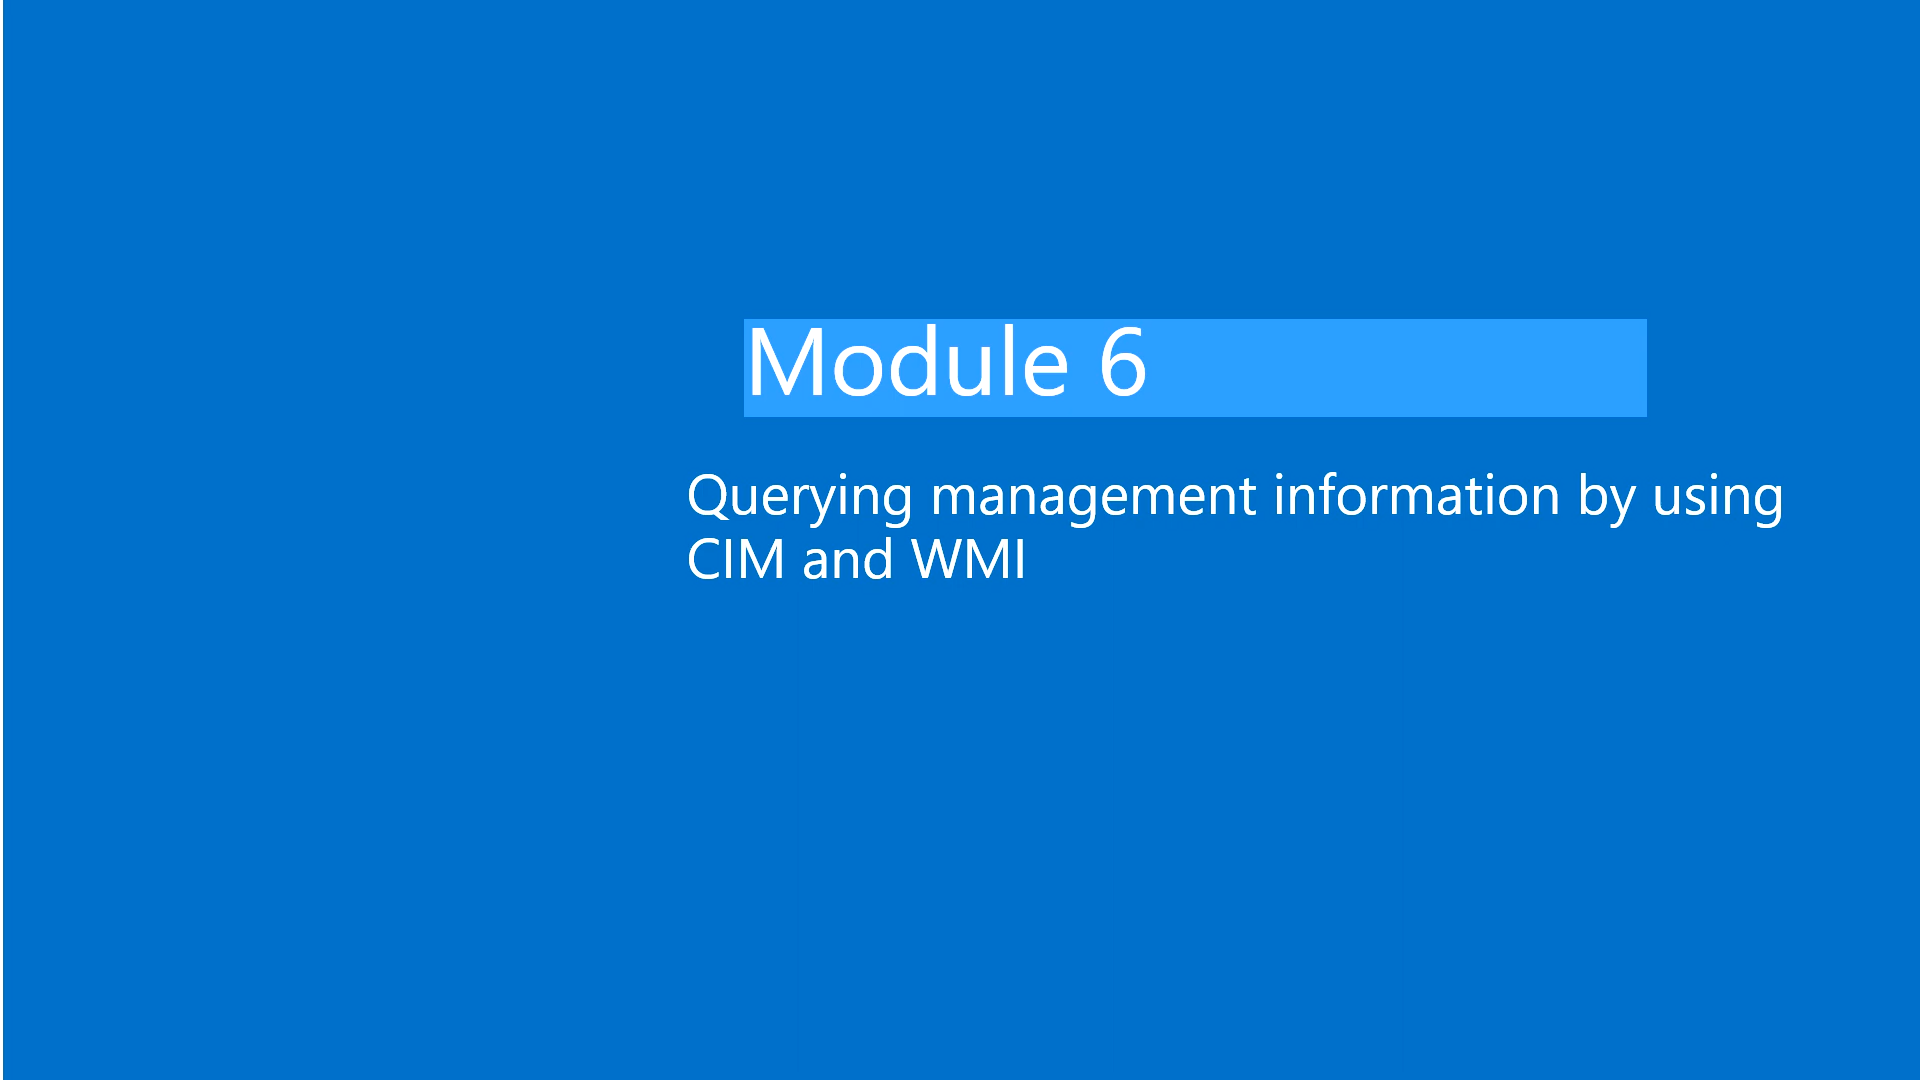 Module 6
Querying management information by using
CIM and WMI